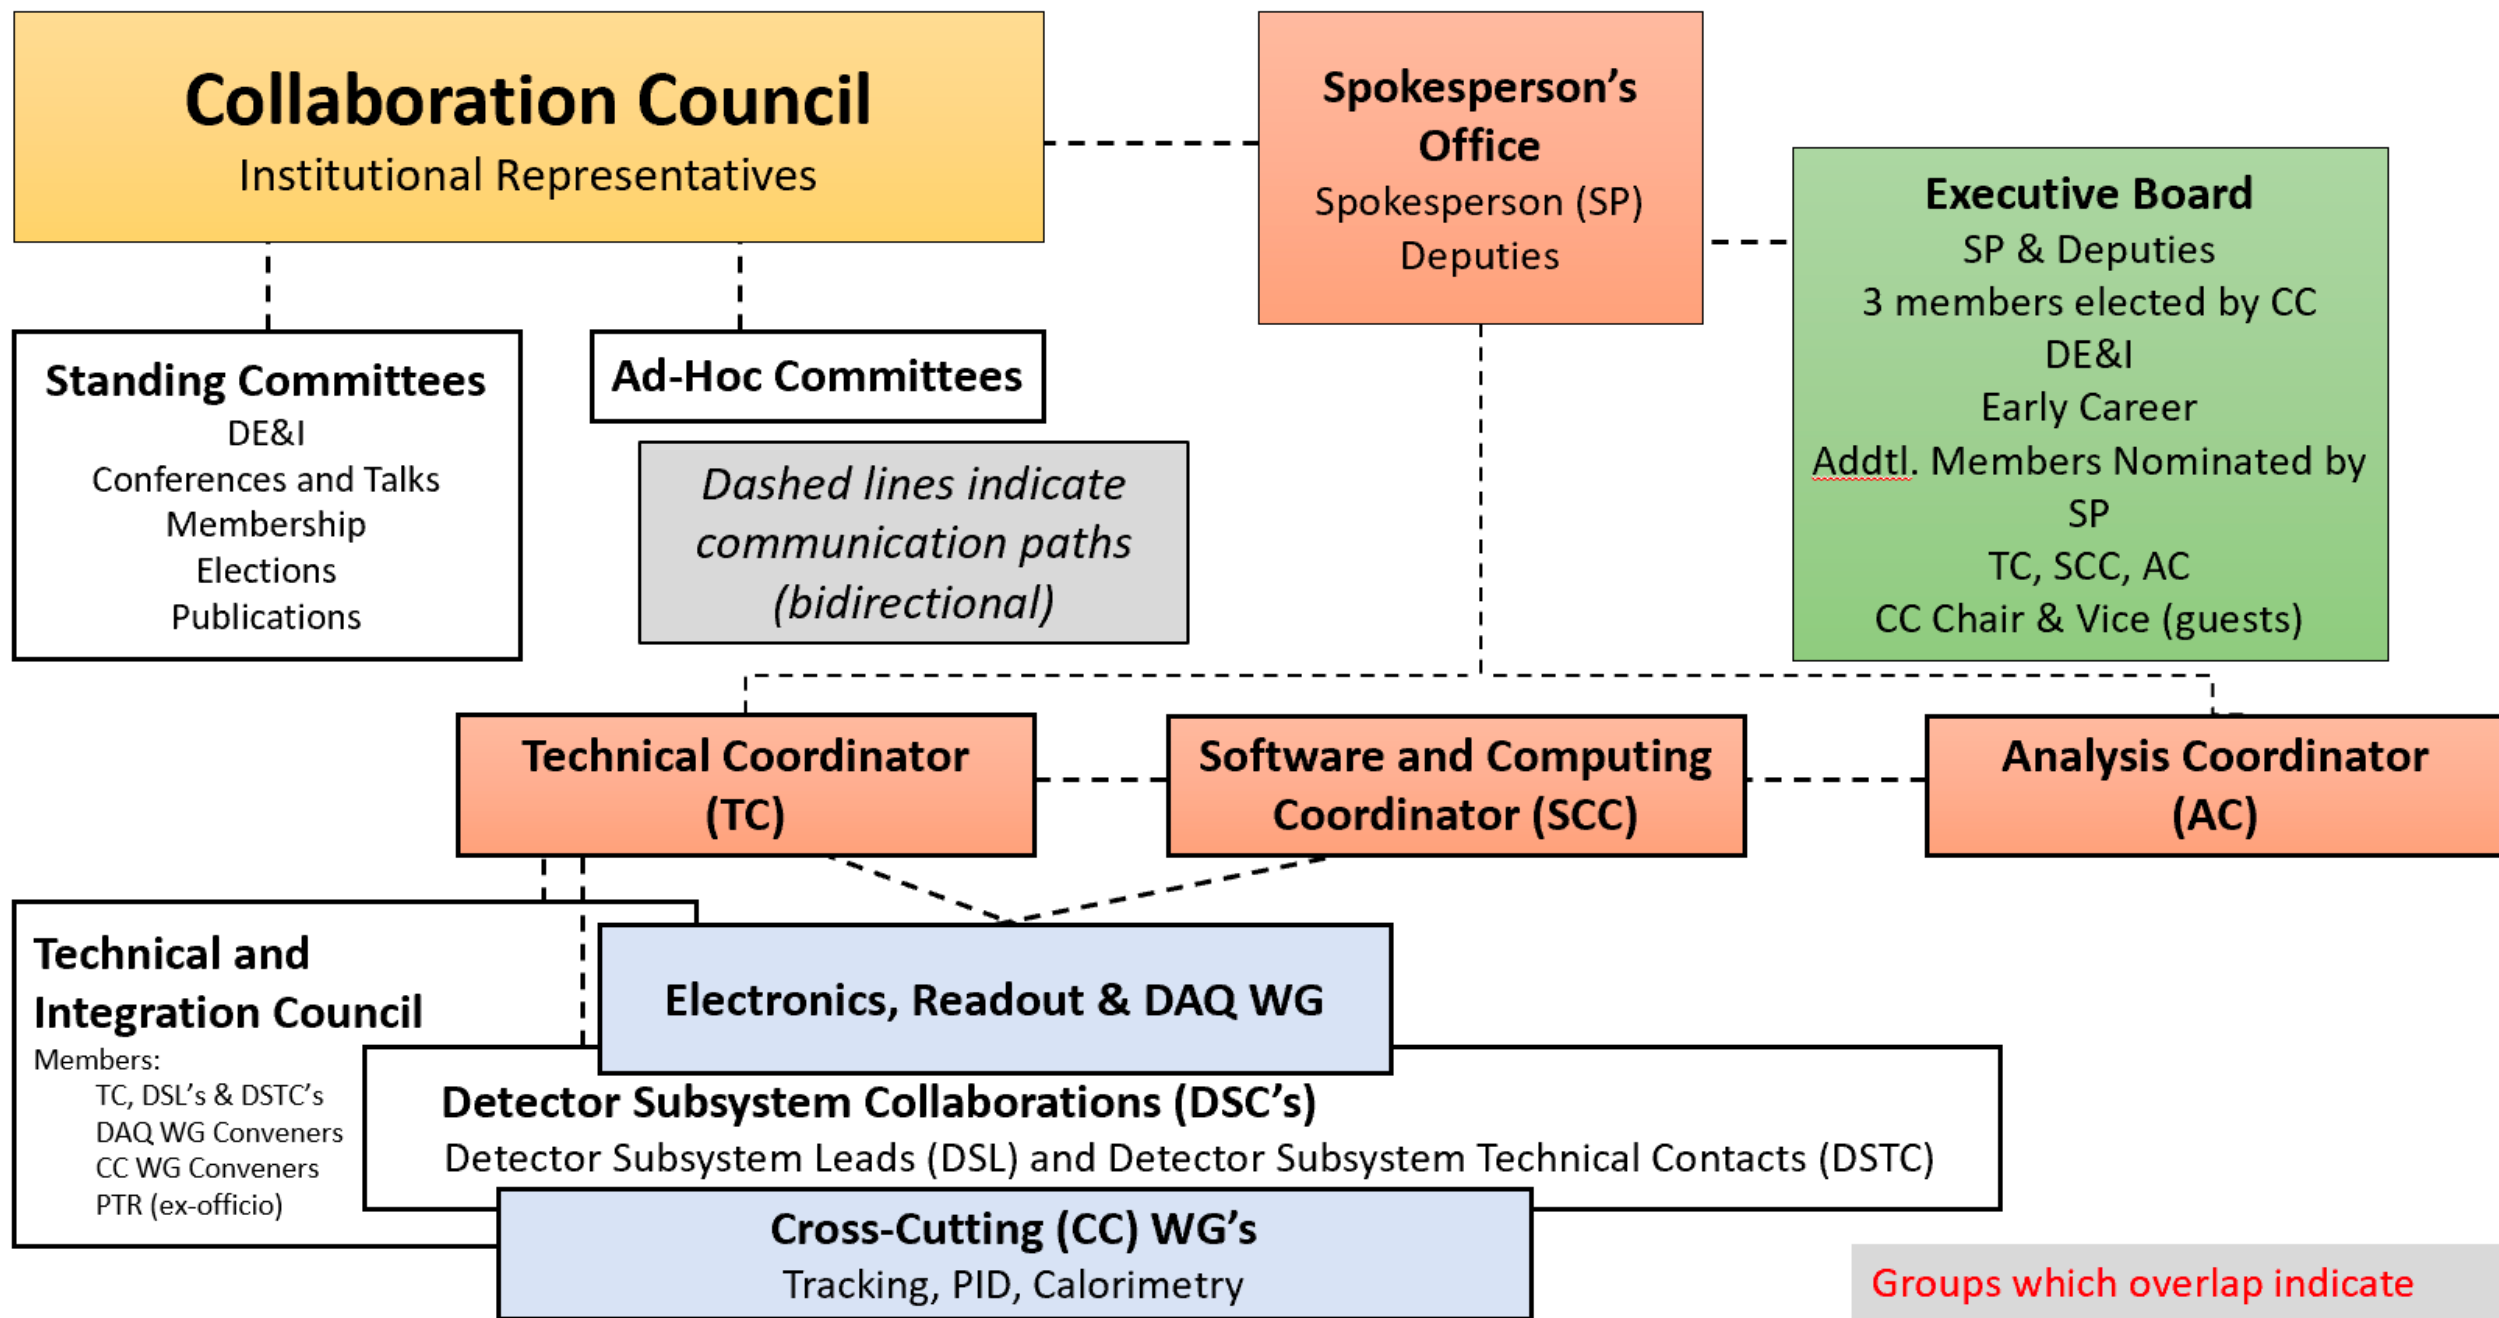 Collaboration Council
Institutional Representatives
Spokesperson’s
Office
Spokesperson (SP)
Deputies
Executive Board
SP & Deputies
3 members elected by CC
DE&I
Early Career
Addtl. Members Nominated by
SP
TC, SCC, AC
CC Chair & Vice (guests)
Standing Committees
DE&I
Conferences and Talks
Membership
Elections
Publications
Ad-Hoc Committees
Dashed lines indicate
communication paths
(bidirectional)
Technical Coordinator
(TC)
Software and Computing
Coordinator (SCC)
Analysis Coordinator
(AC)
Technical and
Integration Council
Members:
TC, DSL’s & DSTC’s
DAQ WG Conveners
CC WG Conveners
PTR (ex-officio)
Electronics, Readout & DAQ WG
Detector Subsystem Collaborations (DSC’s)
Detector Subsystem Leads (DSL) and Detector Subsystem Technical Contacts (DSTC)
Cross-Cutting (CC) WG’s
Tracking, PID, Calorimetry
Groups which overlap indicate